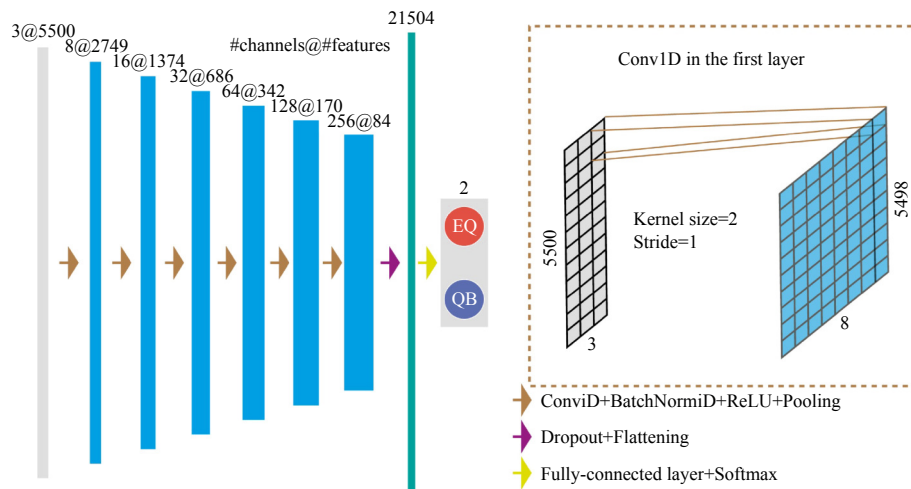 3@5500
8@2749
16@1374
32@686
64@342
128@170
256@84
#channels@#features
21504
2
EQ
QB
Conv1D in the first layer
5500
3
Kernel size=2
Stride=1
5498
8
ConviD+BatchNormiD+ReLU+Pooling
Dropout+Flattening
Fully-connected layer+Softmax